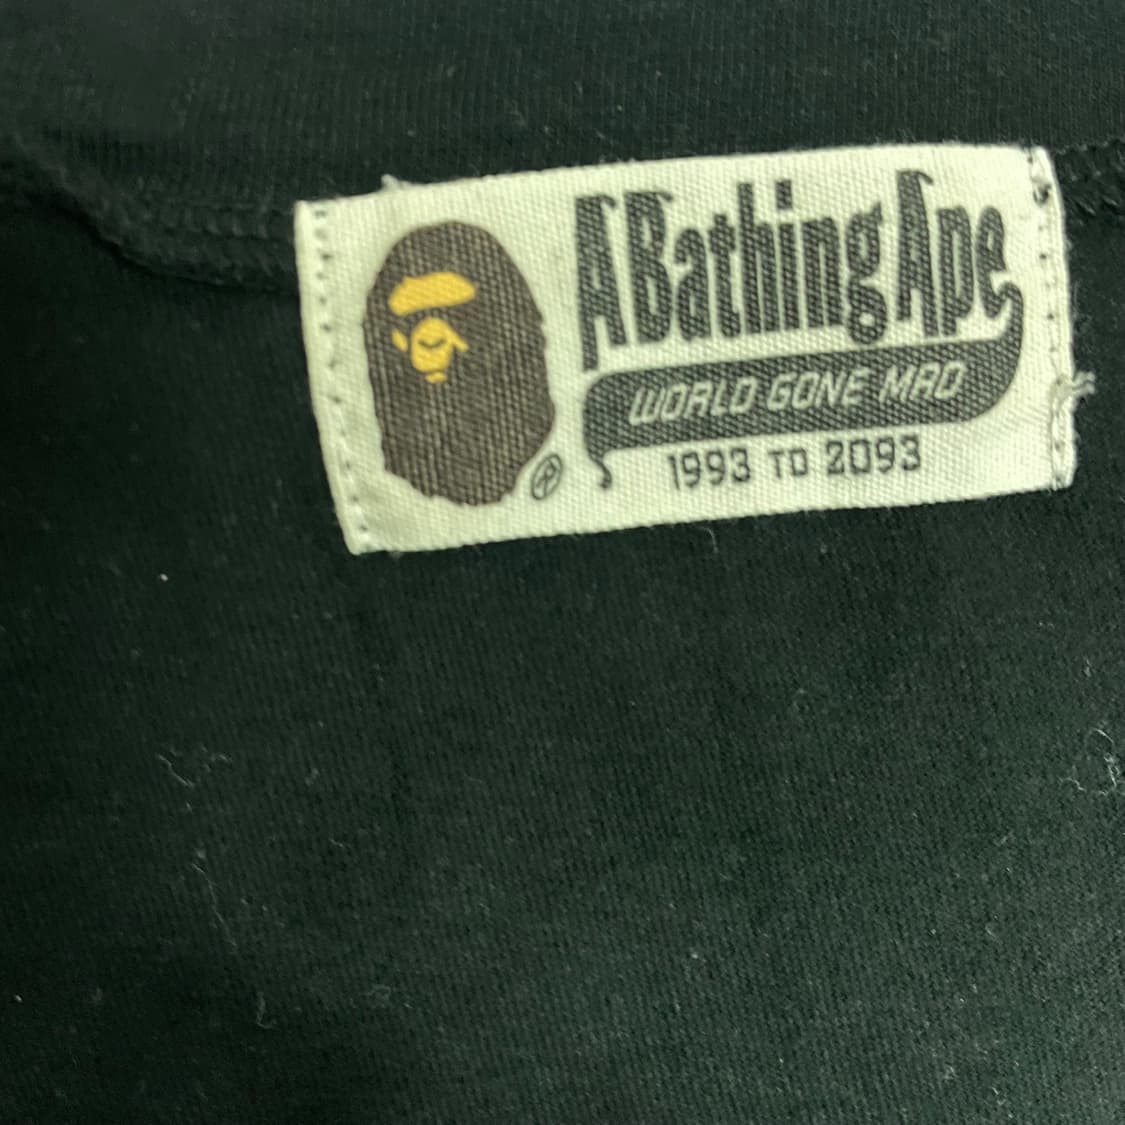 A Bathing Ape
WORLD GONE MAD
1993 TO 2093
®